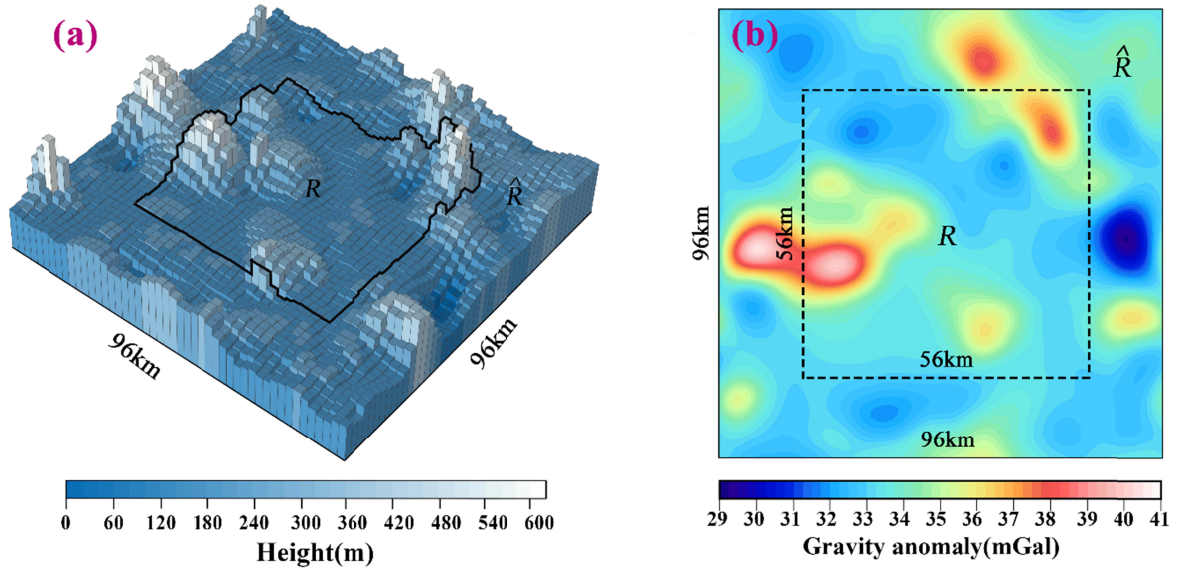 (a)
R
R̂
96km
96km
0 60 120 180 240 300 360 420 480 540 600
Height(m)
(b)
R̂
96km
56km
R
56km
96km
29 30 31 32 33 34 35 36 37 38 39 40 41
Gravity anomaly(mGal)